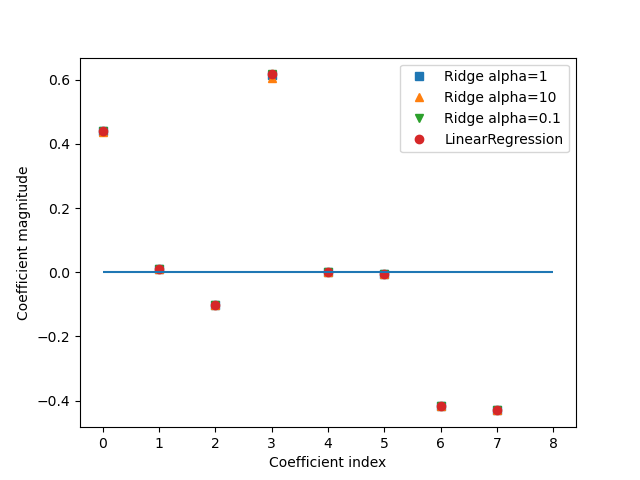 Ridge alpha=1
Ridge alpha=10
Ridge alpha=0.1
LinearRegression
0.6
0.4
0.2
0.0
−0.2
−0.4
Coefficient magnitude
0 1 2 3 4 5 6 7 8
Coefficient index